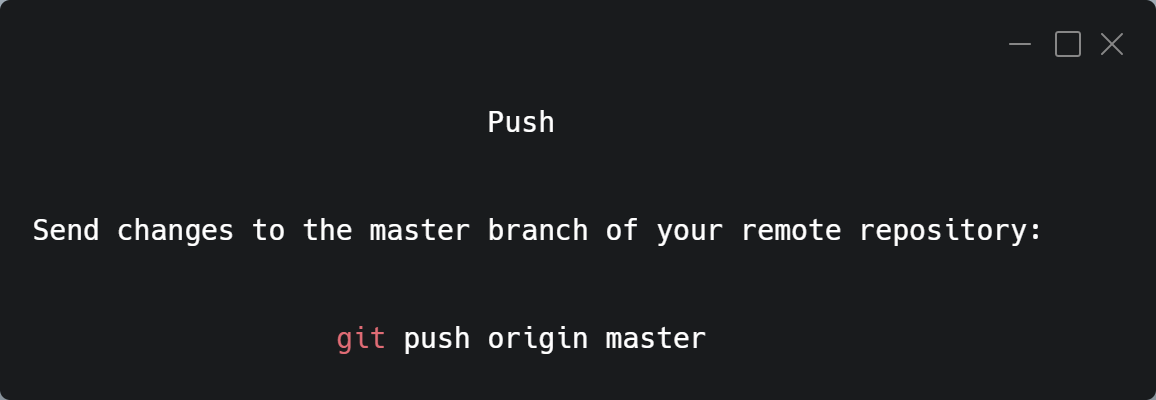 Push
Send changes to the master branch of your remote repository:
git push origin master